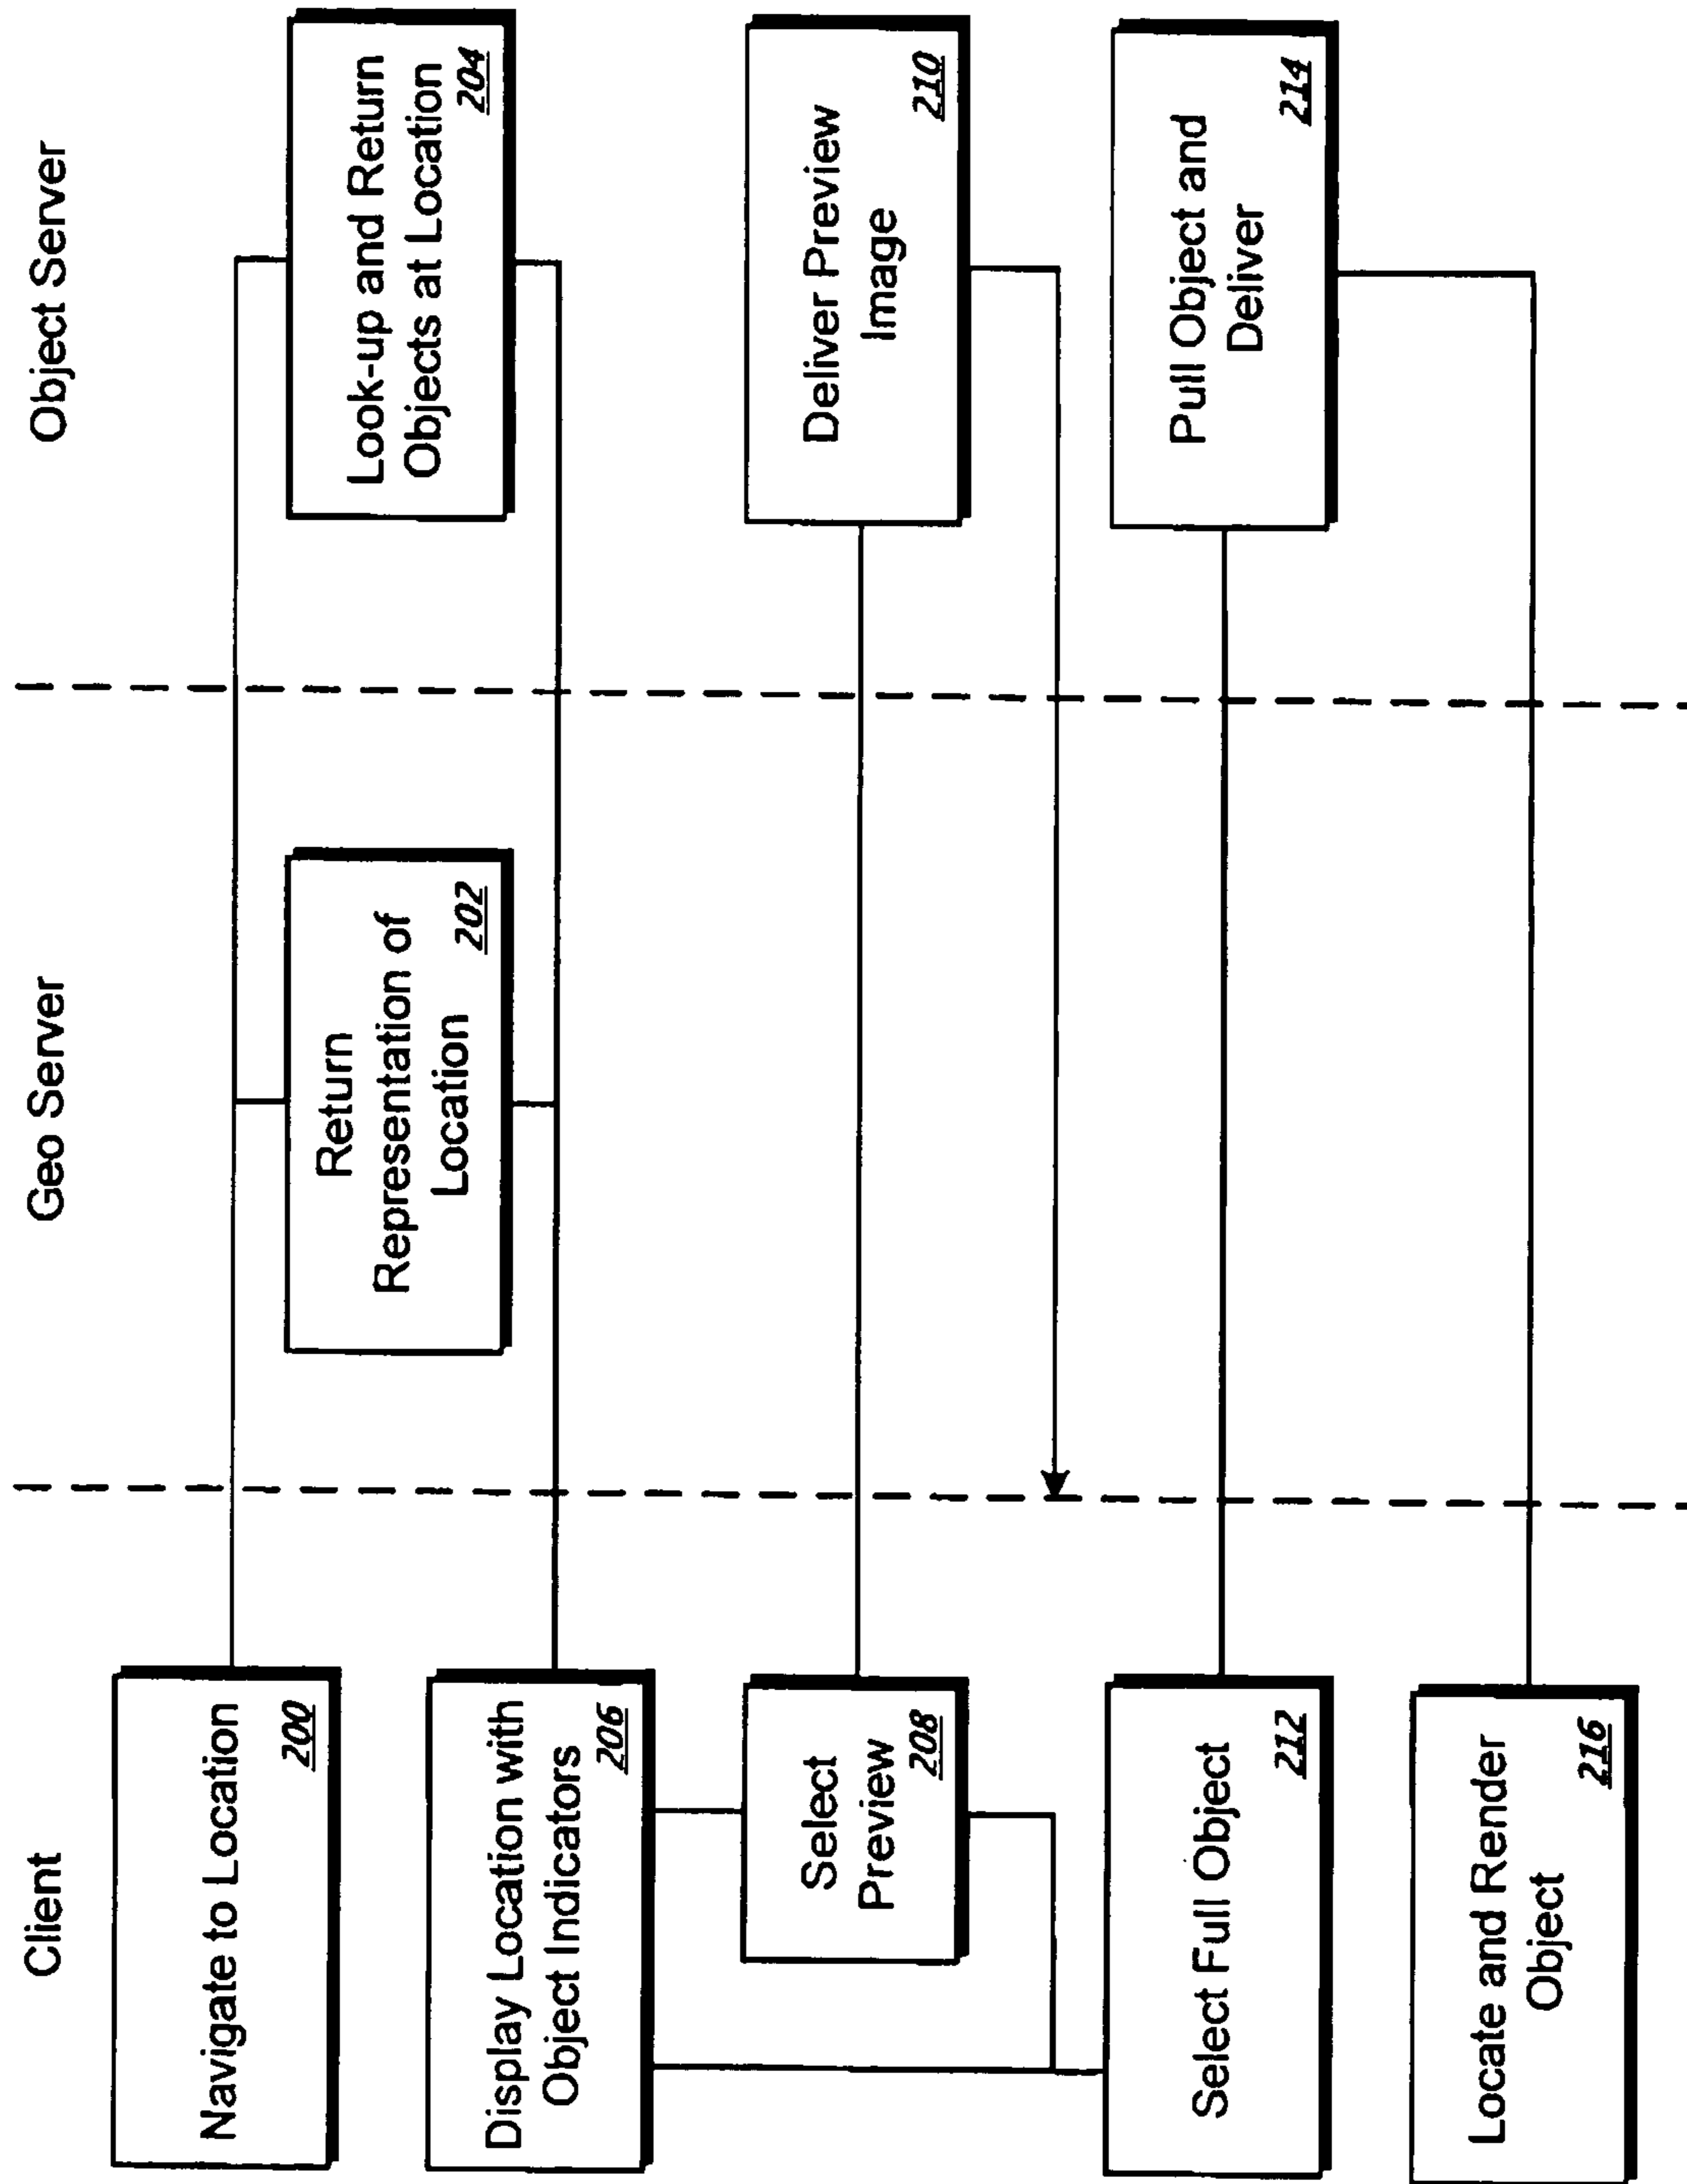 Client
Geo Server
Object Server
Navigate to Location
200
Return
Representation of
Location
202
Look-up and Return
Objects at Location
204
Display Location with
Object Indicators
206
Select
Preview
208
Deliver Preview
Image
210
Select Full Object
212
Pull Object and
Deliver
214
Locate and Render
Object
216